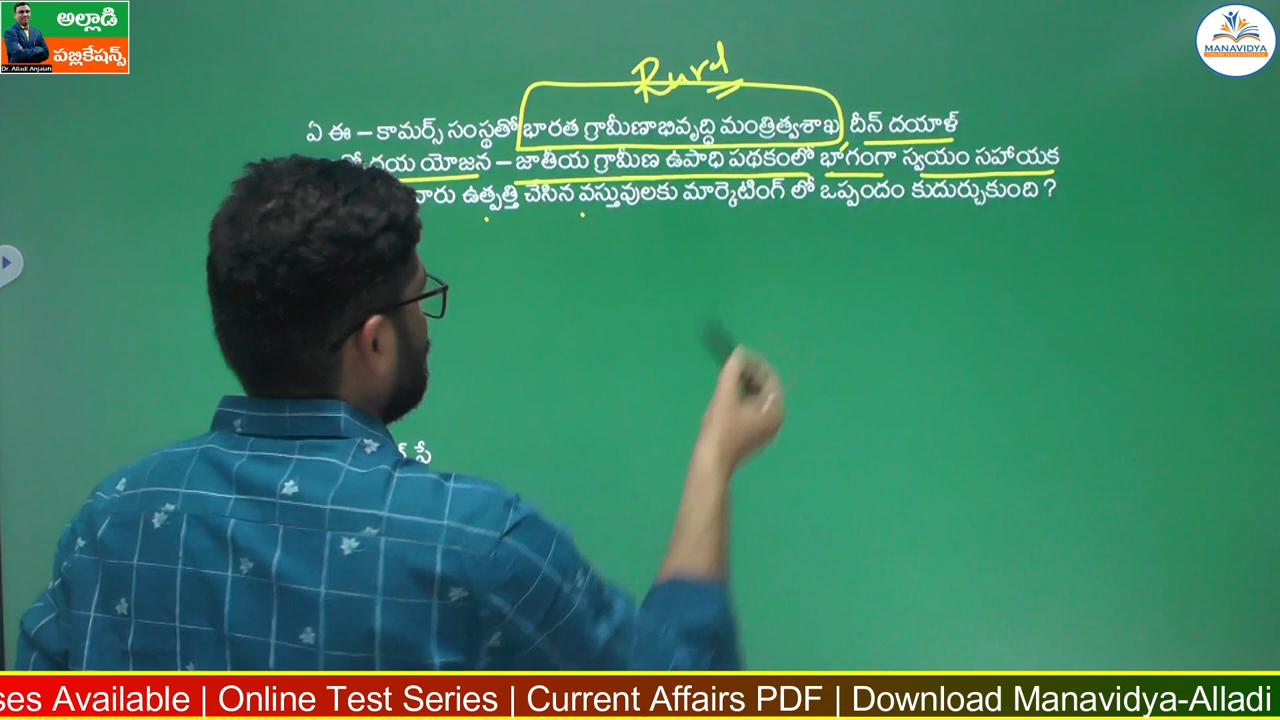 అల్లాడి
పబ్లికేషన్స్
Dr. Alladi Anjaiah
MANAVIDYA
Rural
ఏ ఈ – కామర్స్ సంస్థతో భారత గ్రామీణాభివృద్ధి మంత్రిత్వశాఖ, దీన్ దయాళ్
యోజన – జాతీయ గ్రామీణ ఉపాధి పథకంలో భాగంగా స్వయం సహాయక
వారు ఉత్పత్తి చేసిన వస్తువులకు మార్కెటింగ్ లో ఒప్పందం కుదుర్చుకుంది ?
పే
ses Available | Online Test Series | Current Affairs PDF | Download Manavidya-Alladi